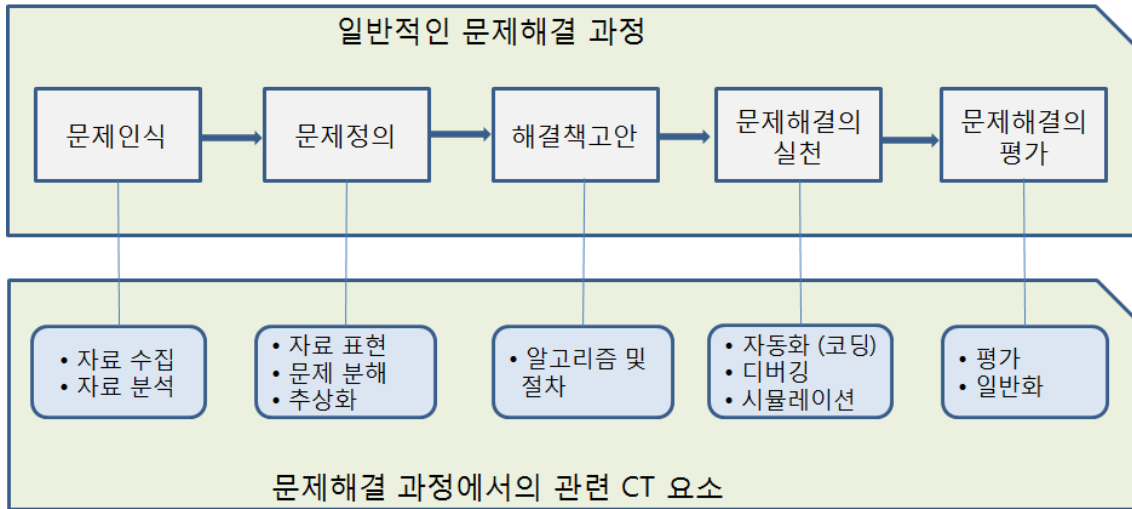 일반적인 문제해결 과정
문제인식
문제정의
해결책고안
문제해결의
실천
문제해결의
평가
• 자료 수집
• 자료 분석
• 자료 표현
• 문제 분해
• 추상화
• 알고리즘 및
절차
• 자동화 (코딩)
• 디버깅
• 시뮬레이션
• 평가
• 일반화
문제해결 과정에서의 관련 CT 요소